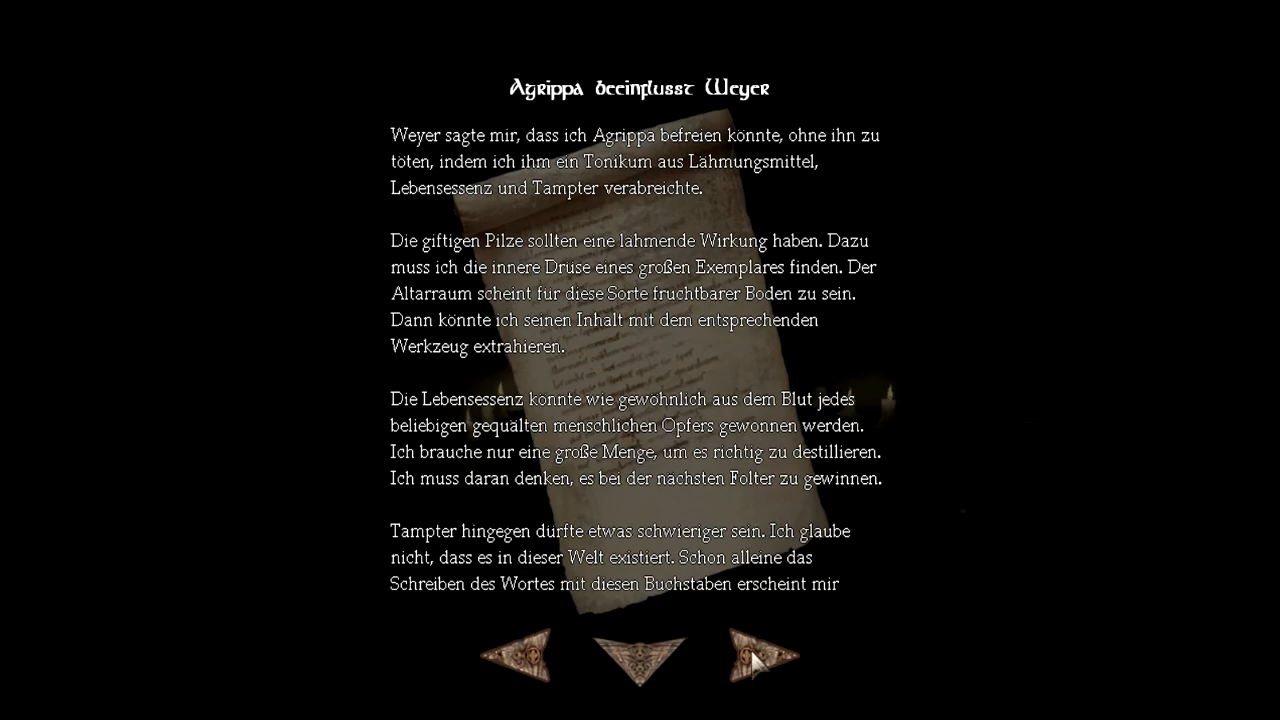 Agrippa beeinflusst Weyer
Weyer sagte mir, dass ich Agrippa befreien könnte, ohne ihn zu
töten, indem ich ihm ein Tonikum aus Lähmungsmittel,
Lebensessenz und Tampter verabreichte.
Die giftigen Pilze sollten eine lähmende Wirkung haben. Dazu
muss ich die innere Drüse eines großen Exemplares finden. Der
Altarraum scheint für diese Sorte fruchtbarer Boden zu sein.
Dann könnte ich seinen Inhalt mit dem entsprechenden
Werkzeug extrahieren.
Die Lebensessenz könnte wie gewöhnlich aus dem Blut jedes
beliebigen gequälten menschlichen Opfers gewonnen werden.
Ich brauche nur eine große Menge, um es richtig zu destillieren.
Ich muss daran denken, es bei der nächsten Folter zu gewinnen.
Tampter hingegen dürfte etwas schwieriger sein. Ich glaube
nicht, dass es in dieser Welt existiert. Schon alleine das
Schreiben des Wortes mit diesen Buchstaben erscheint mir